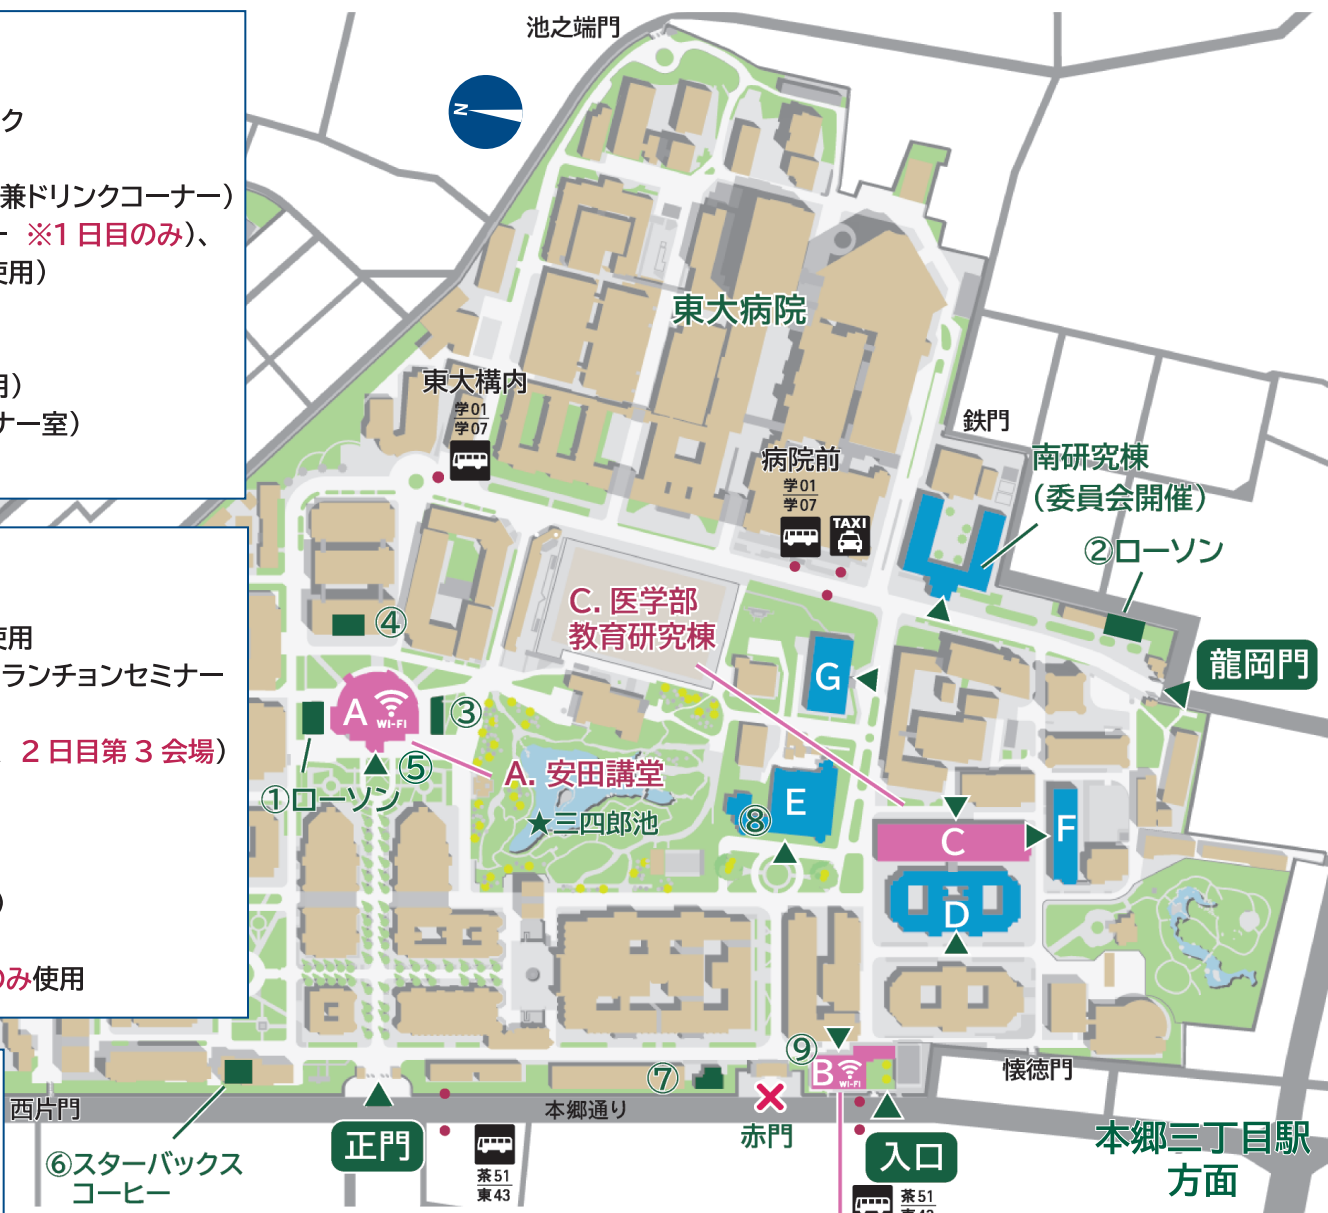 池之端門
N
ク
兼ドリンクコーナー）
ー ※1 日目のみ）、
使用）
用）
ナー室）
東大病院
東大構内
学01
学07
病院前
学01
学07
TAXI
鉄門
南研究棟
（委員会開催）
②ローソン
龍岡門
C. 医学部
教育研究棟
④
G
使用
ランチョンセミナー
2 日目第 3 会場）
）
のみ使用
A
WI-FI
③
⑤
①ローソン
A. 安田講堂
★三四郎池
⑧
E
C
F
D
⑨
B
WI-FI
⑦
懐徳門
西片門
本郷通り
正門
赤門
入口
本郷三丁目駅
方面
⑥スターバックス
コーヒー
茶51
東43
茶51
東43